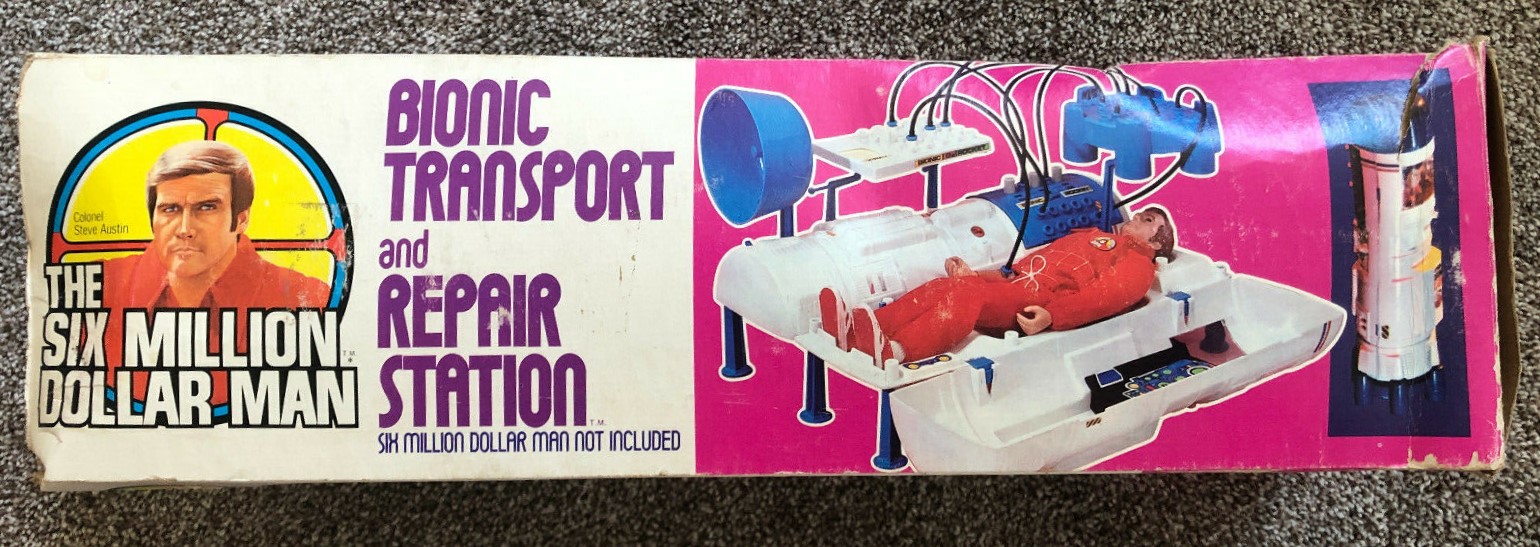 Colonel
Steve Austin
THE
SIX MILLION
DOLLAR MAN
T.M.
*
BIONIC
TRANSPORT
and
REPAIR
STATION
T.M.
SIX MILLION DOLLAR MAN NOT INCLUDED
BIONIC